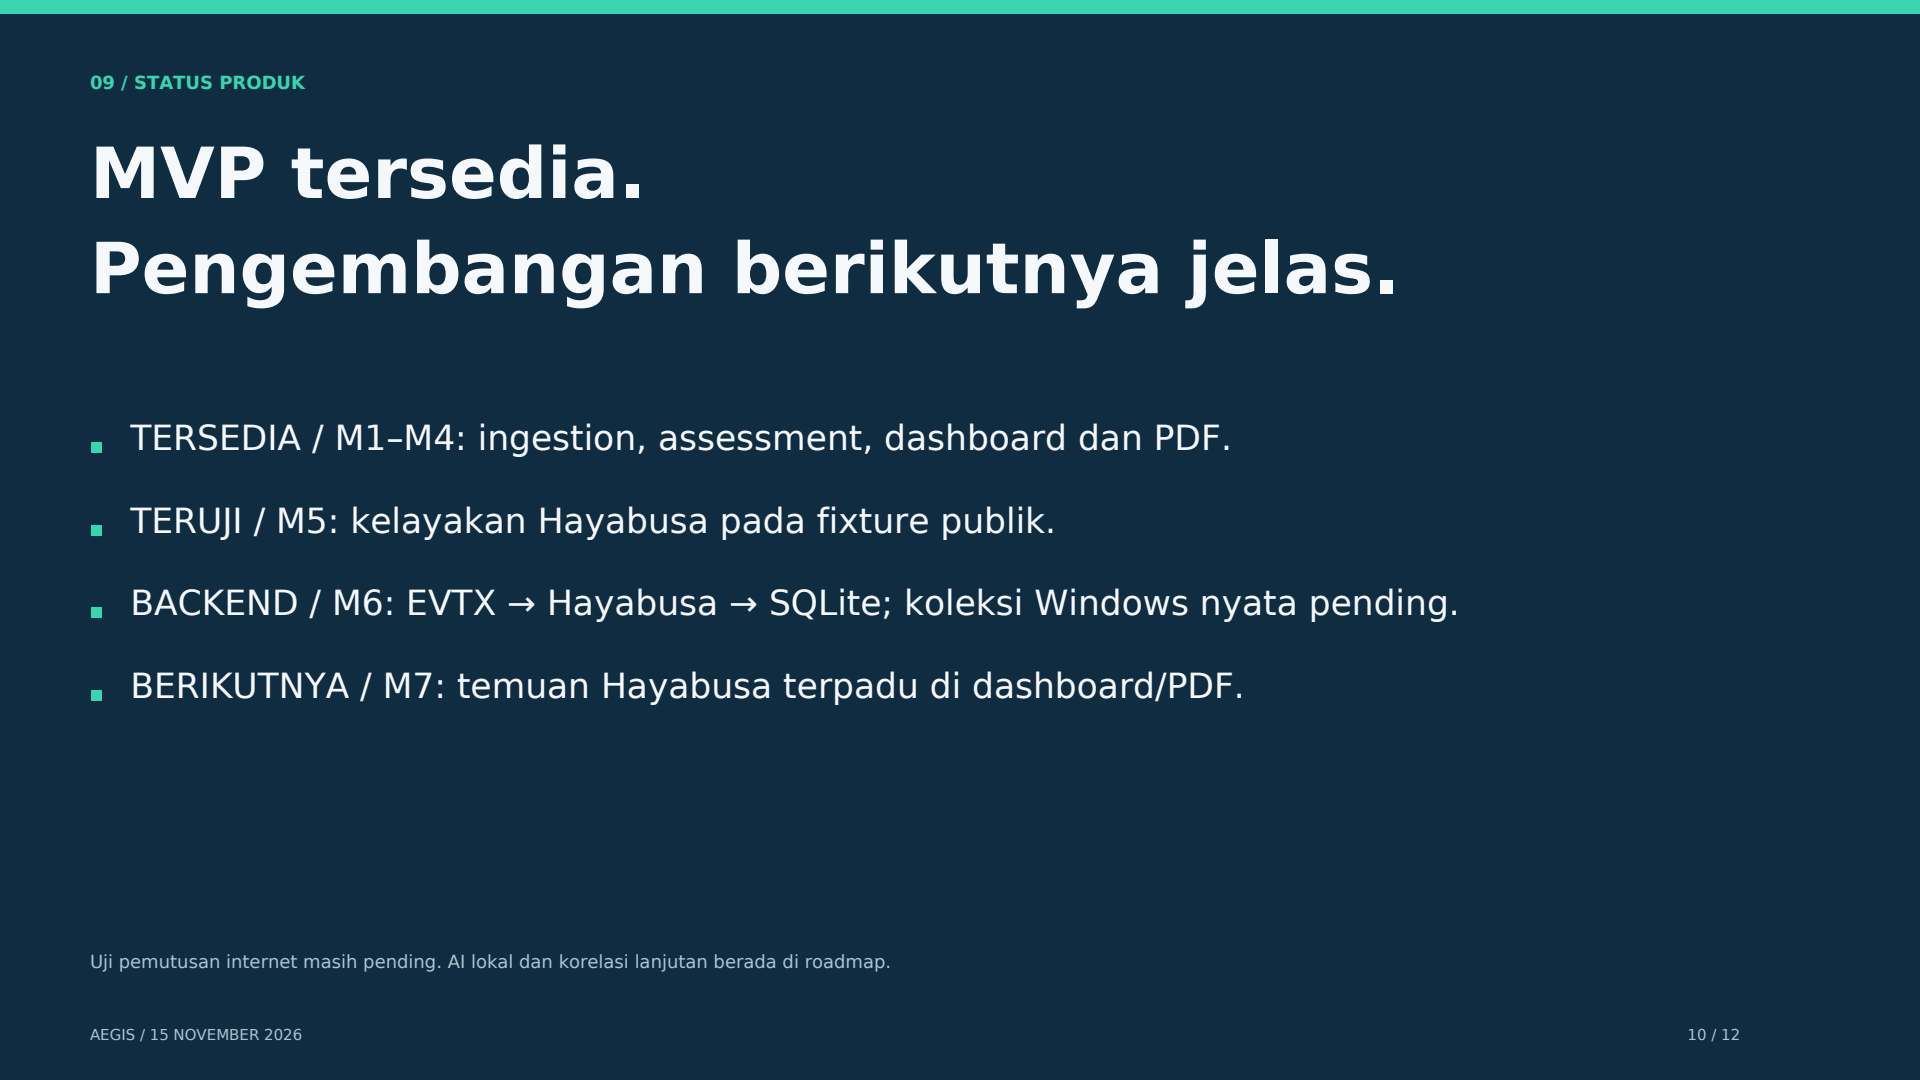 09 / STATUS PRODUK
MVP tersedia.
Pengembangan berikutnya jelas.
TERSEDIA / M1–M4: ingestion, assessment, dashboard dan PDF.
TERUJI / M5: kelayakan Hayabusa pada fixture publik.
BACKEND / M6: EVTX → Hayabusa → SQLite; koleksi Windows nyata pending.
BERIKUTNYA / M7: temuan Hayabusa terpadu di dashboard/PDF.
Uji pemutusan internet masih pending. AI lokal dan korelasi lanjutan berada di roadmap.
AEGIS / 15 NOVEMBER 2026
10 / 12